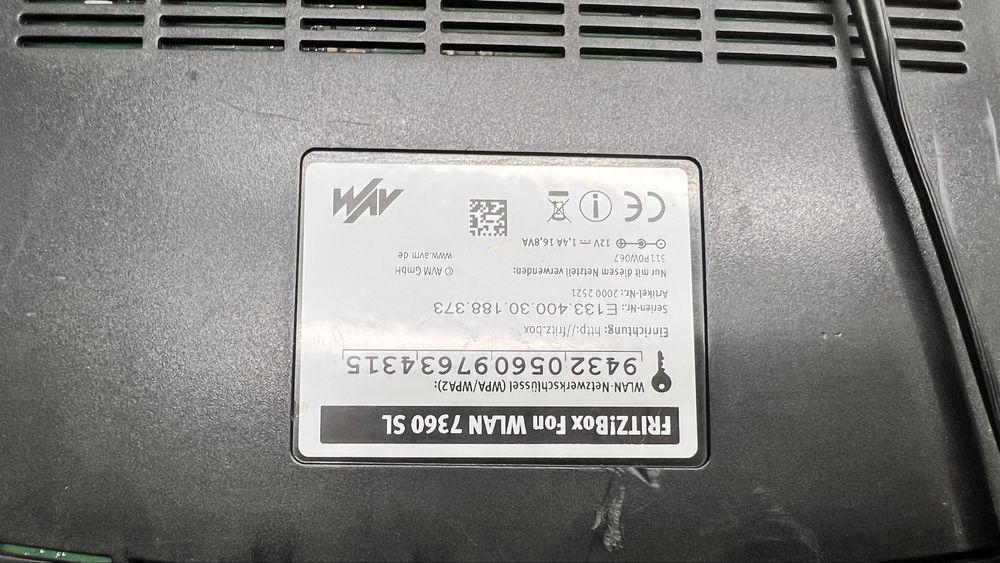 FRITZ!Box Fon WLAN 7360 SL
WLAN-Netzwerkschlüssel (WPA/WPA2):
9432 0560 9763 4315
Einrichtung: http://fritz.box
Serien-Nr.: E133.400.30.188.373
Artikel-Nr.: 2000 2521
Nur mit diesem Netzteil verwenden:
311P0W067
12V 1,4A 16,8VA
© AVM GmbH
www.avm.de
CE
AVM